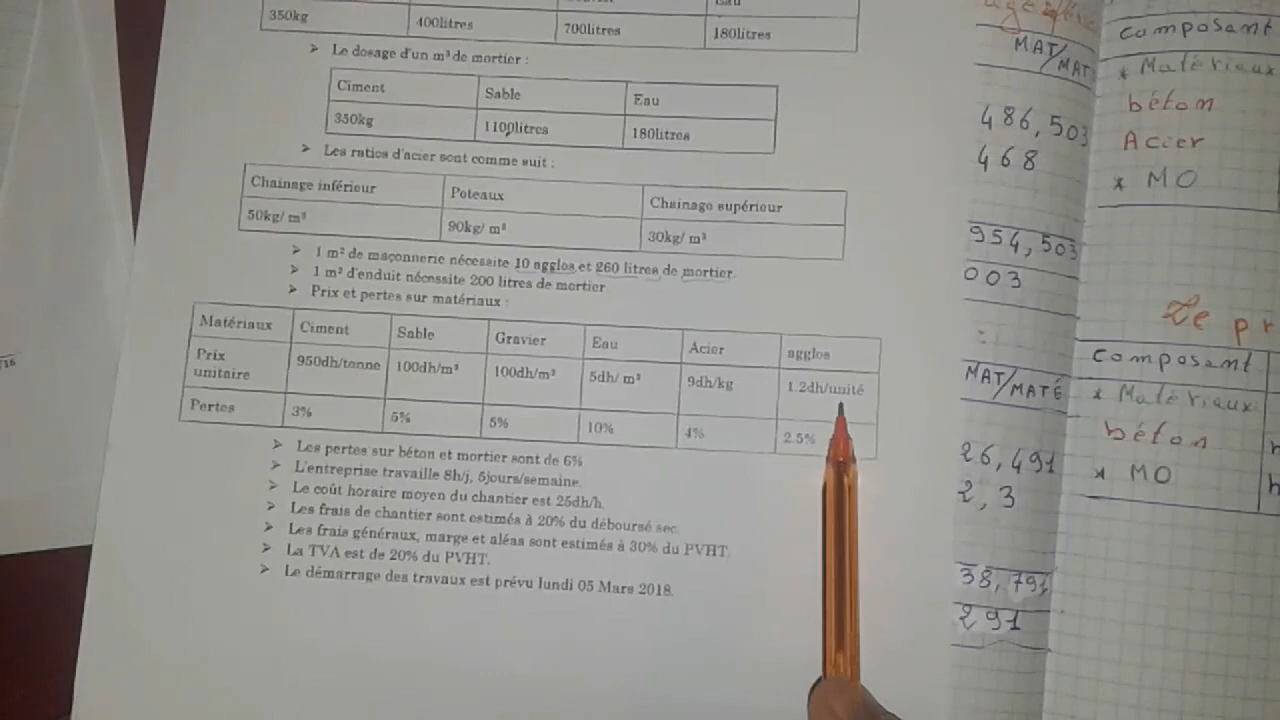 350kg 400litres 700litres 180litres
➢ Le dosage d'un m³ de mortier :
Ciment Sable Eau
350kg 1100litres 180litres
➢ Les ratios d'acier sont comme suit :
Chainage inférieur Poteaux Chainage supérieur
50kg/ m³ 90kg/ m³ 30kg/ m³
➢ 1 m² de maçonnerie nécessite 10 agglos et 260 litres de mortier.
➢ 1 m² d'enduit nécessite 200 litres de mortier
➢ Prix et pertes sur matériaux :
Matériaux Ciment Sable Gravier Eau Acier agglos
Prix unitaire 950dh/tonne 100dh/m³ 100dh/m³ 5dh/ m³ 9dh/kg 1.2dh/unité
Pertes 3% 5% 5% 10% 4% 2.5%
➢ Les pertes sur béton et mortier sont de 6%
➢ L'entreprise travaille 8h/j, 5jours/semaine.
➢ Le coût horaire moyen du chantier est 25dh/h.
➢ Les frais de chantier sont estimés à 20% du déboursé sec.
➢ Les frais généraux, marge et aléas sont estimés à 30% du PVHT.
➢ La TVA est de 20% du PVHT.
➢ Le démarrage des travaux est prévu lundi 05 Mars 2018.
MAT/MAT
486,503
468
954,503
003
:
MAT/MATÉ
26,491
2,3
38,791
291
composant
* Matériaux
béton
Acier
* MO
Le pr
composant
* Matériaux
béton
* MO